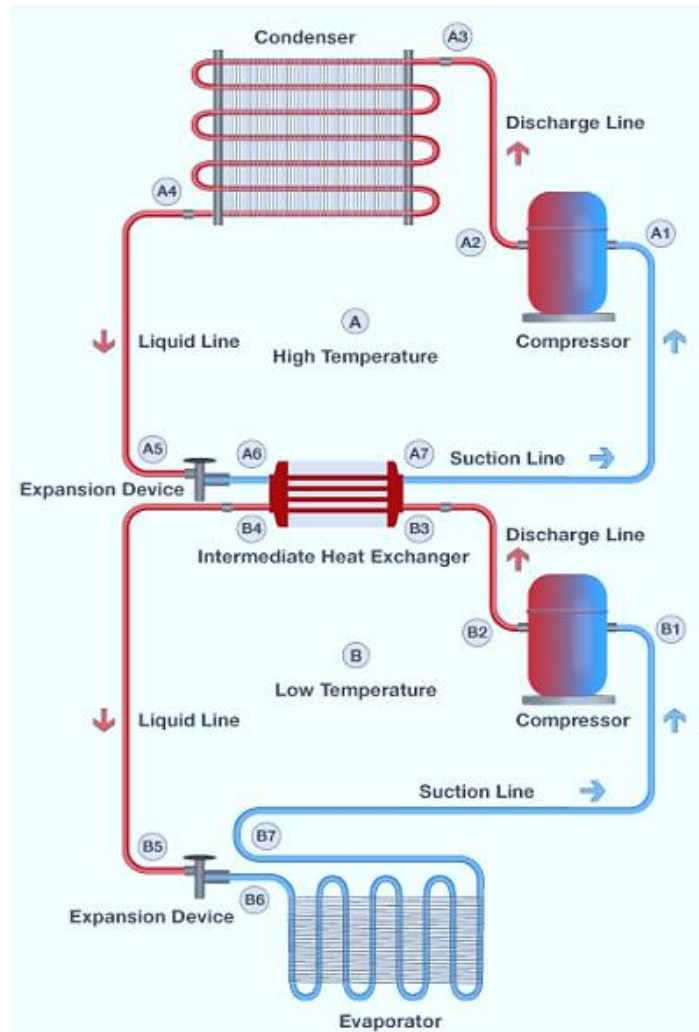 Condenser
A3
Discharge Line
A4
A2
A1
A
Liquid Line
High Temperature
Compressor
A5
A6
A7
Suction Line
Expansion Device
B4
B3
Discharge Line
Intermediate Heat Exchanger
B2
B1
B
Low Temperature
Liquid Line
Compressor
Suction Line
B7
B5
B6
Expansion Device
Evaporator